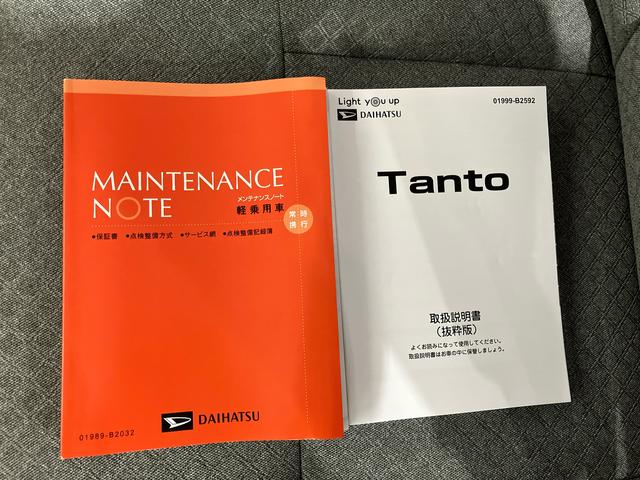 MAINTENANCE
NOTE
メンテナンスノート
軽乗用車
常時
携行
●保証書 ●点検整備方式 ●サービス網 ●点検整備記録簿
DAIHATSU
01989-B2032
Light you up
DAIHATSU
01999-B2592
Tanto
取扱説明書
(抜粋版)
よくお読みになって使用してください。
取扱説明書はお車の中に保管しましょう。